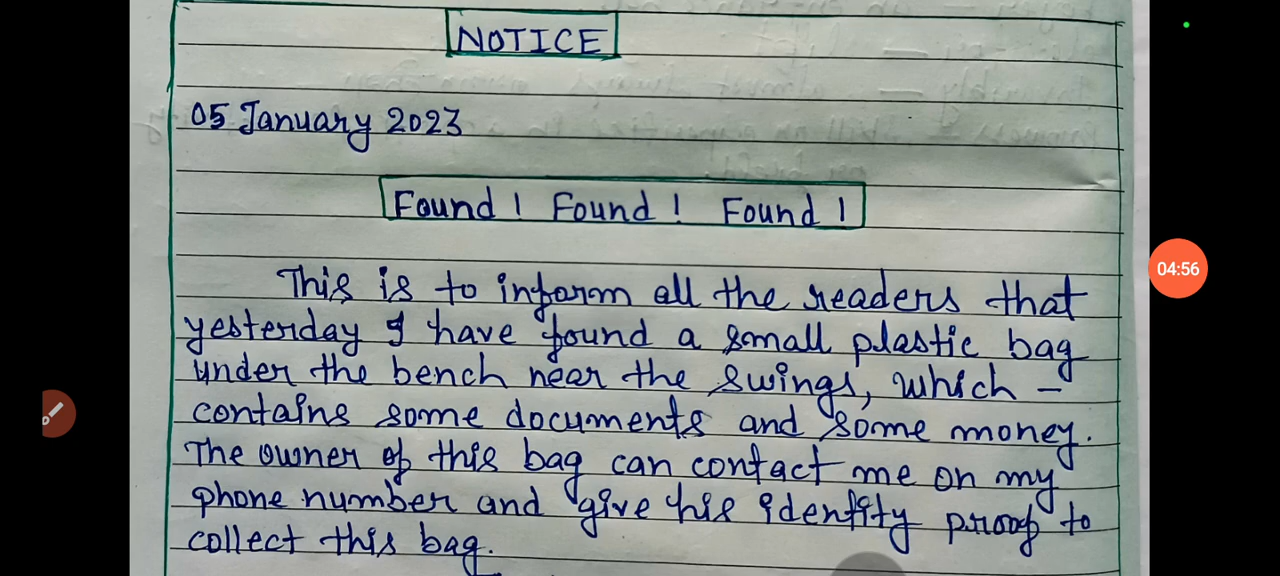 NOTICE
05 January 2023
Found! Found! Found!
This is to inform all the readers that
yesterday I have found a small plastic bag
under the bench near the swings, which -
contains some documents and some money.
The owner of this bag can contact me on my
phone number and give his identity proof to
collect this bag.
04:56